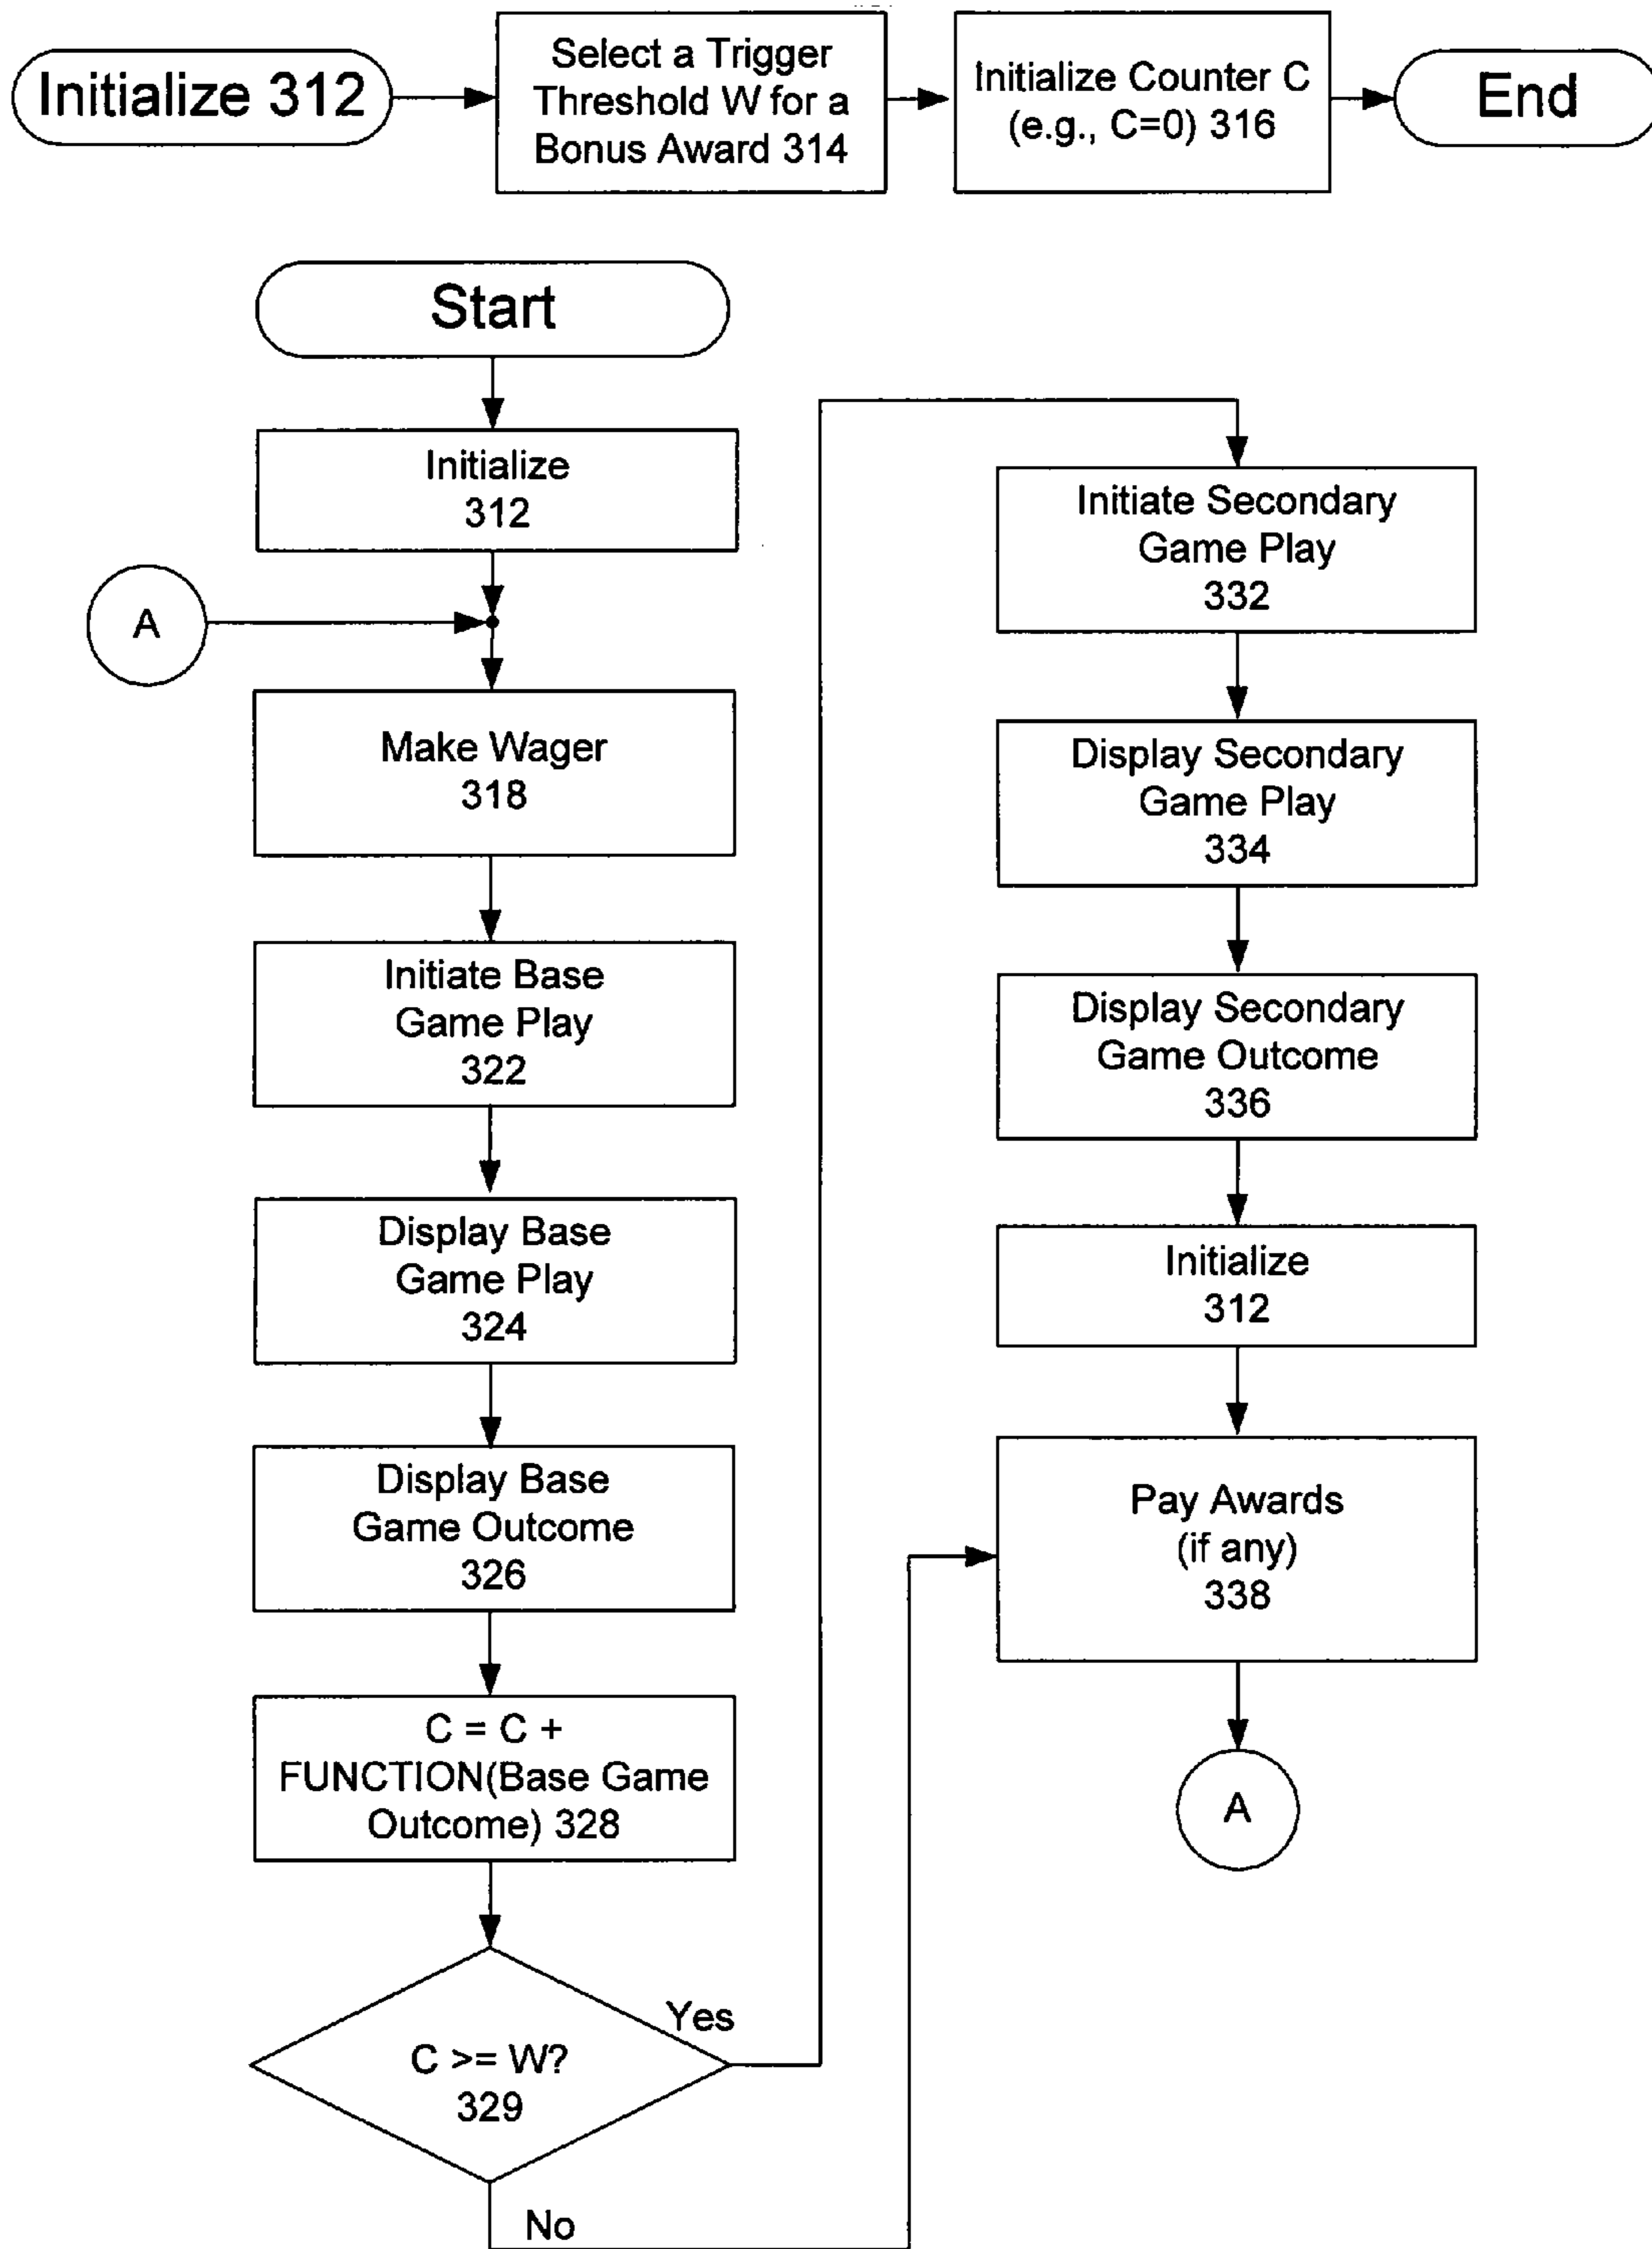 Initialize 312
Select a Trigger
Threshold W for a
Bonus Award 314
Initialize Counter C
(e.g., C=0) 316
End
Start
Initialize
312
A
Make Wager
318
Initiate Base
Game Play
322
Display Base
Game Play
324
Display Base
Game Outcome
326
C = C +
FUNCTION(Base Game
Outcome) 328
C >= W?
329
Yes
No
Initiate Secondary
Game Play
332
Display Secondary
Game Play
334
Display Secondary
Game Outcome
336
Initialize
312
Pay Awards
(if any)
338
A